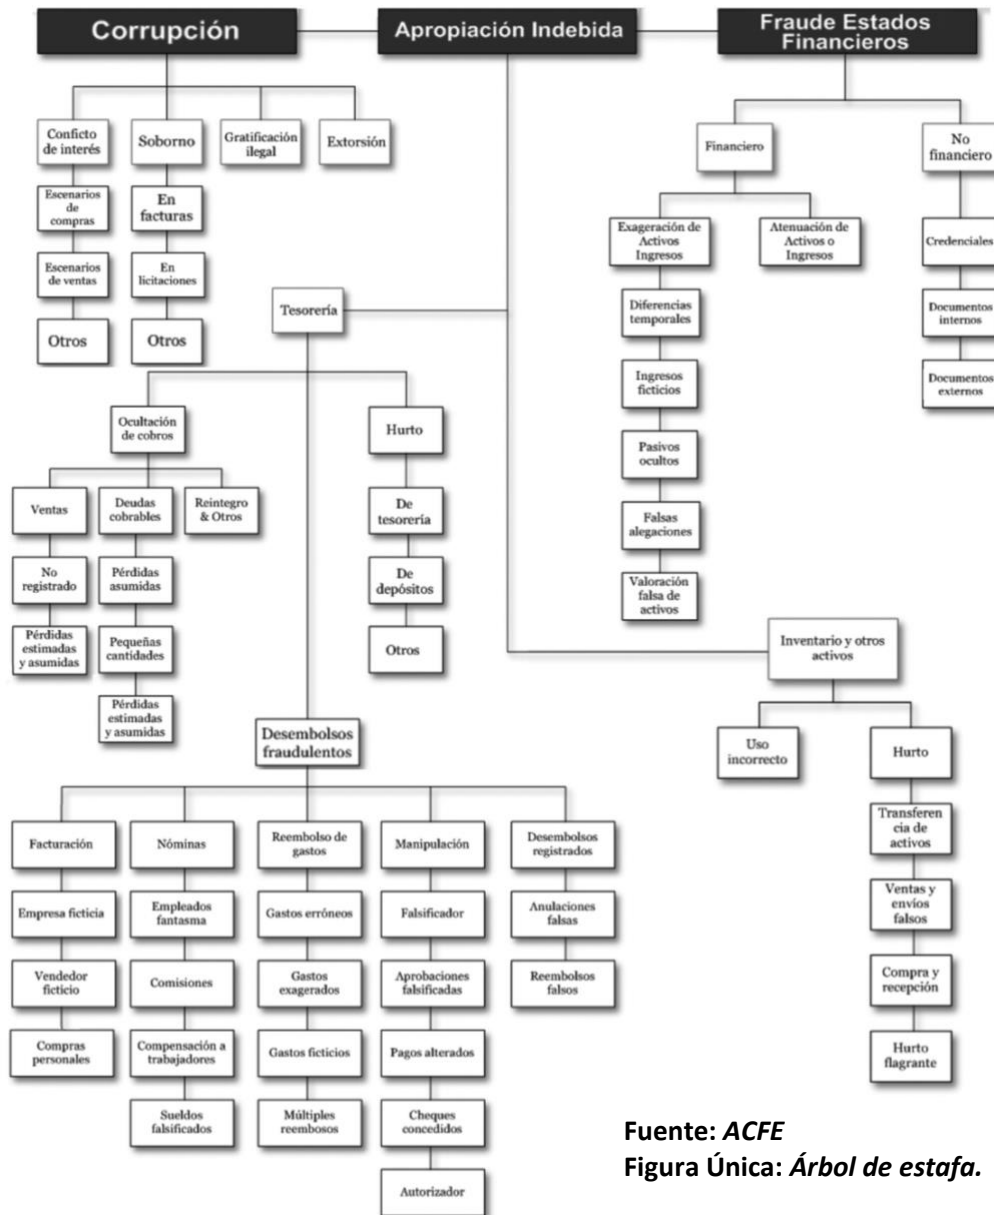 Corrupción
Apropiación Indebida
Fraude Estados
Financieros
Conficto
de interés
Soborno
Gratificación
ilegal
Extorsión
Escenarios
de
compras
En
facturas
Escenarios
de ventas
En
licitaciones
Otros
Otros
Financiero
No
financiero
Exageración de
Activos
Ingresos
Atenuación de
Activos o
Ingresos
Credenciales
Diferencias
temporales
Documentos
internos
Ingresos
ficticios
Documentos
externos
Pasivos
ocultos
Falsas
alegaciones
Valoración
falsa de
activos
Tesorería
Ocultación
de cobros
Hurto
Ventas
Deudas
cobrables
Reintegro
& Otros
De
tesorería
No
registrado
Pérdidas
asumidas
De
depósitos
Pérdidas
estimadas
y asumidas
Pequeñas
cantidades
Otros
Pérdidas
estimadas
y asumidas
Inventario y otros
activos
Uso
incorrecto
Hurto
Transferen
cia de
activos
Ventas y
envíos
falsos
Compra y
recepción
Hurto
flagrante
Desembolsos
fraudulentos
Facturación
Nóminas
Reembolso de
gastos
Manipulación
Desembolsos
registrados
Empresa ficticia
Empleados
fantasma
Gastos erróneos
Falsificador
Anulaciones
falsas
Vendedor
ficticio
Comisiones
Gastos
exagerados
Aprobaciones
falsificadas
Reembolsos
falsos
Compras
personales
Compensación a
trabajadores
Gastos ficticios
Pagos alterados
Sueldos
falsificados
Múltiples
reembosos
Cheques
concedidos
Autorizador
Fuente: ACFE
Figura Única: Árbol de estafa.